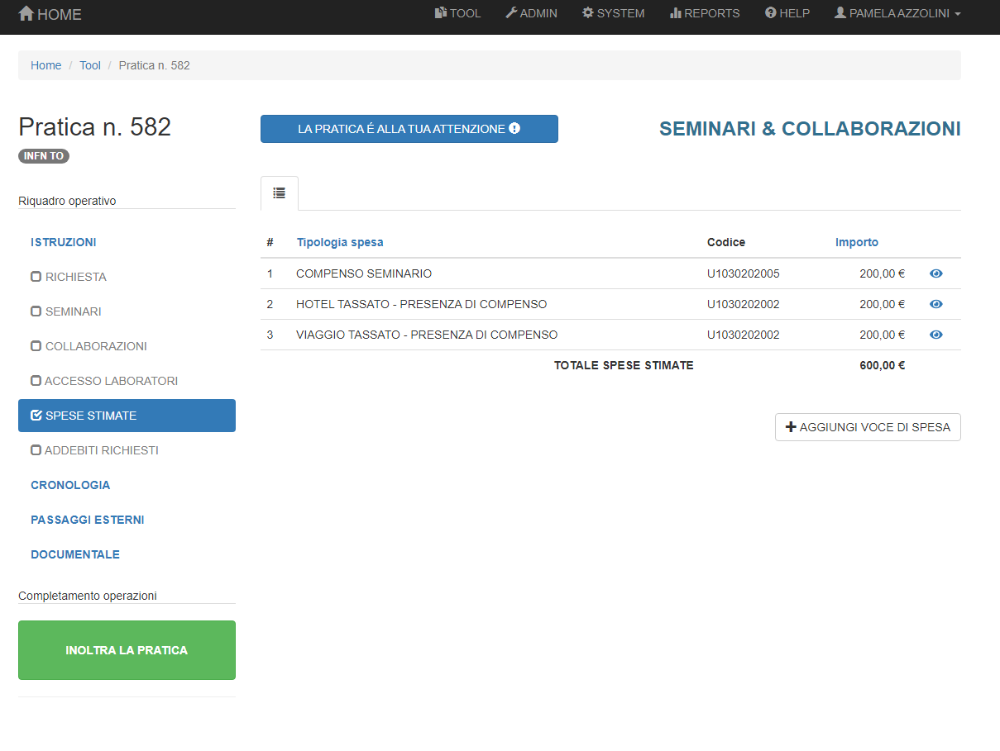 HOME TOOL ADMIN SYSTEM REPORTS HELP PAMELA AZZOLINI
Home / Tool / Pratica n. 582
Pratica n. 582
INFN TO
LA PRATICA É ALLA TUA ATTENZIONE
SEMINARI & COLLABORAZIONI
Riquadro operativo
ISTRUZIONI
RICHIESTA
SEMINARI
COLLABORAZIONI
ACCESSO LABORATORI
SPESE STIMATE
ADDEBITI RICHIESTI
CRONOLOGIA
PASSAGGI ESTERNI
DOCUMENTALE
Completamento operazioni
INOLTRA LA PRATICA
# Tipologia spesa Codice Importo
1 COMPENSO SEMINARIO U1030202005 200,00 €
2 HOTEL TASSATO - PRESENZA DI COMPENSO U1030202002 200,00 €
3 VIAGGIO TASSATO - PRESENZA DI COMPENSO U1030202002 200,00 €
TOTALE SPESE STIMATE 600,00 €
AGGIUNGI VOCE DI SPESA